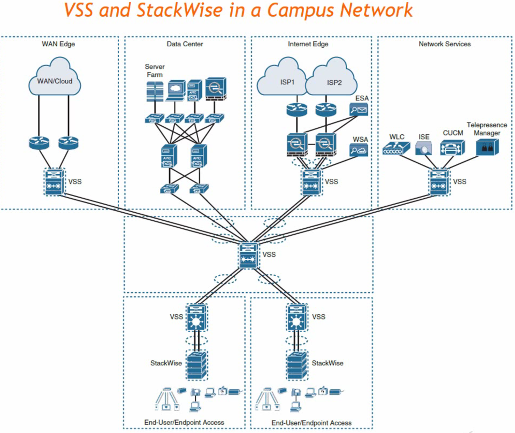 VSS and StackWise in a Campus Network
WAN Edge
Data Center
Internet Edge
Network Services
WAN/Cloud
Server
Farm
ISP1
ISP2
ESA
WSA
WLC
ISE
CUCM
Telepresence
Manager
VSS
VSS
VSS
VSS
VSS
VSS
StackWise
StackWise
End-User/Endpoint Access
End-User/Endpoint Access